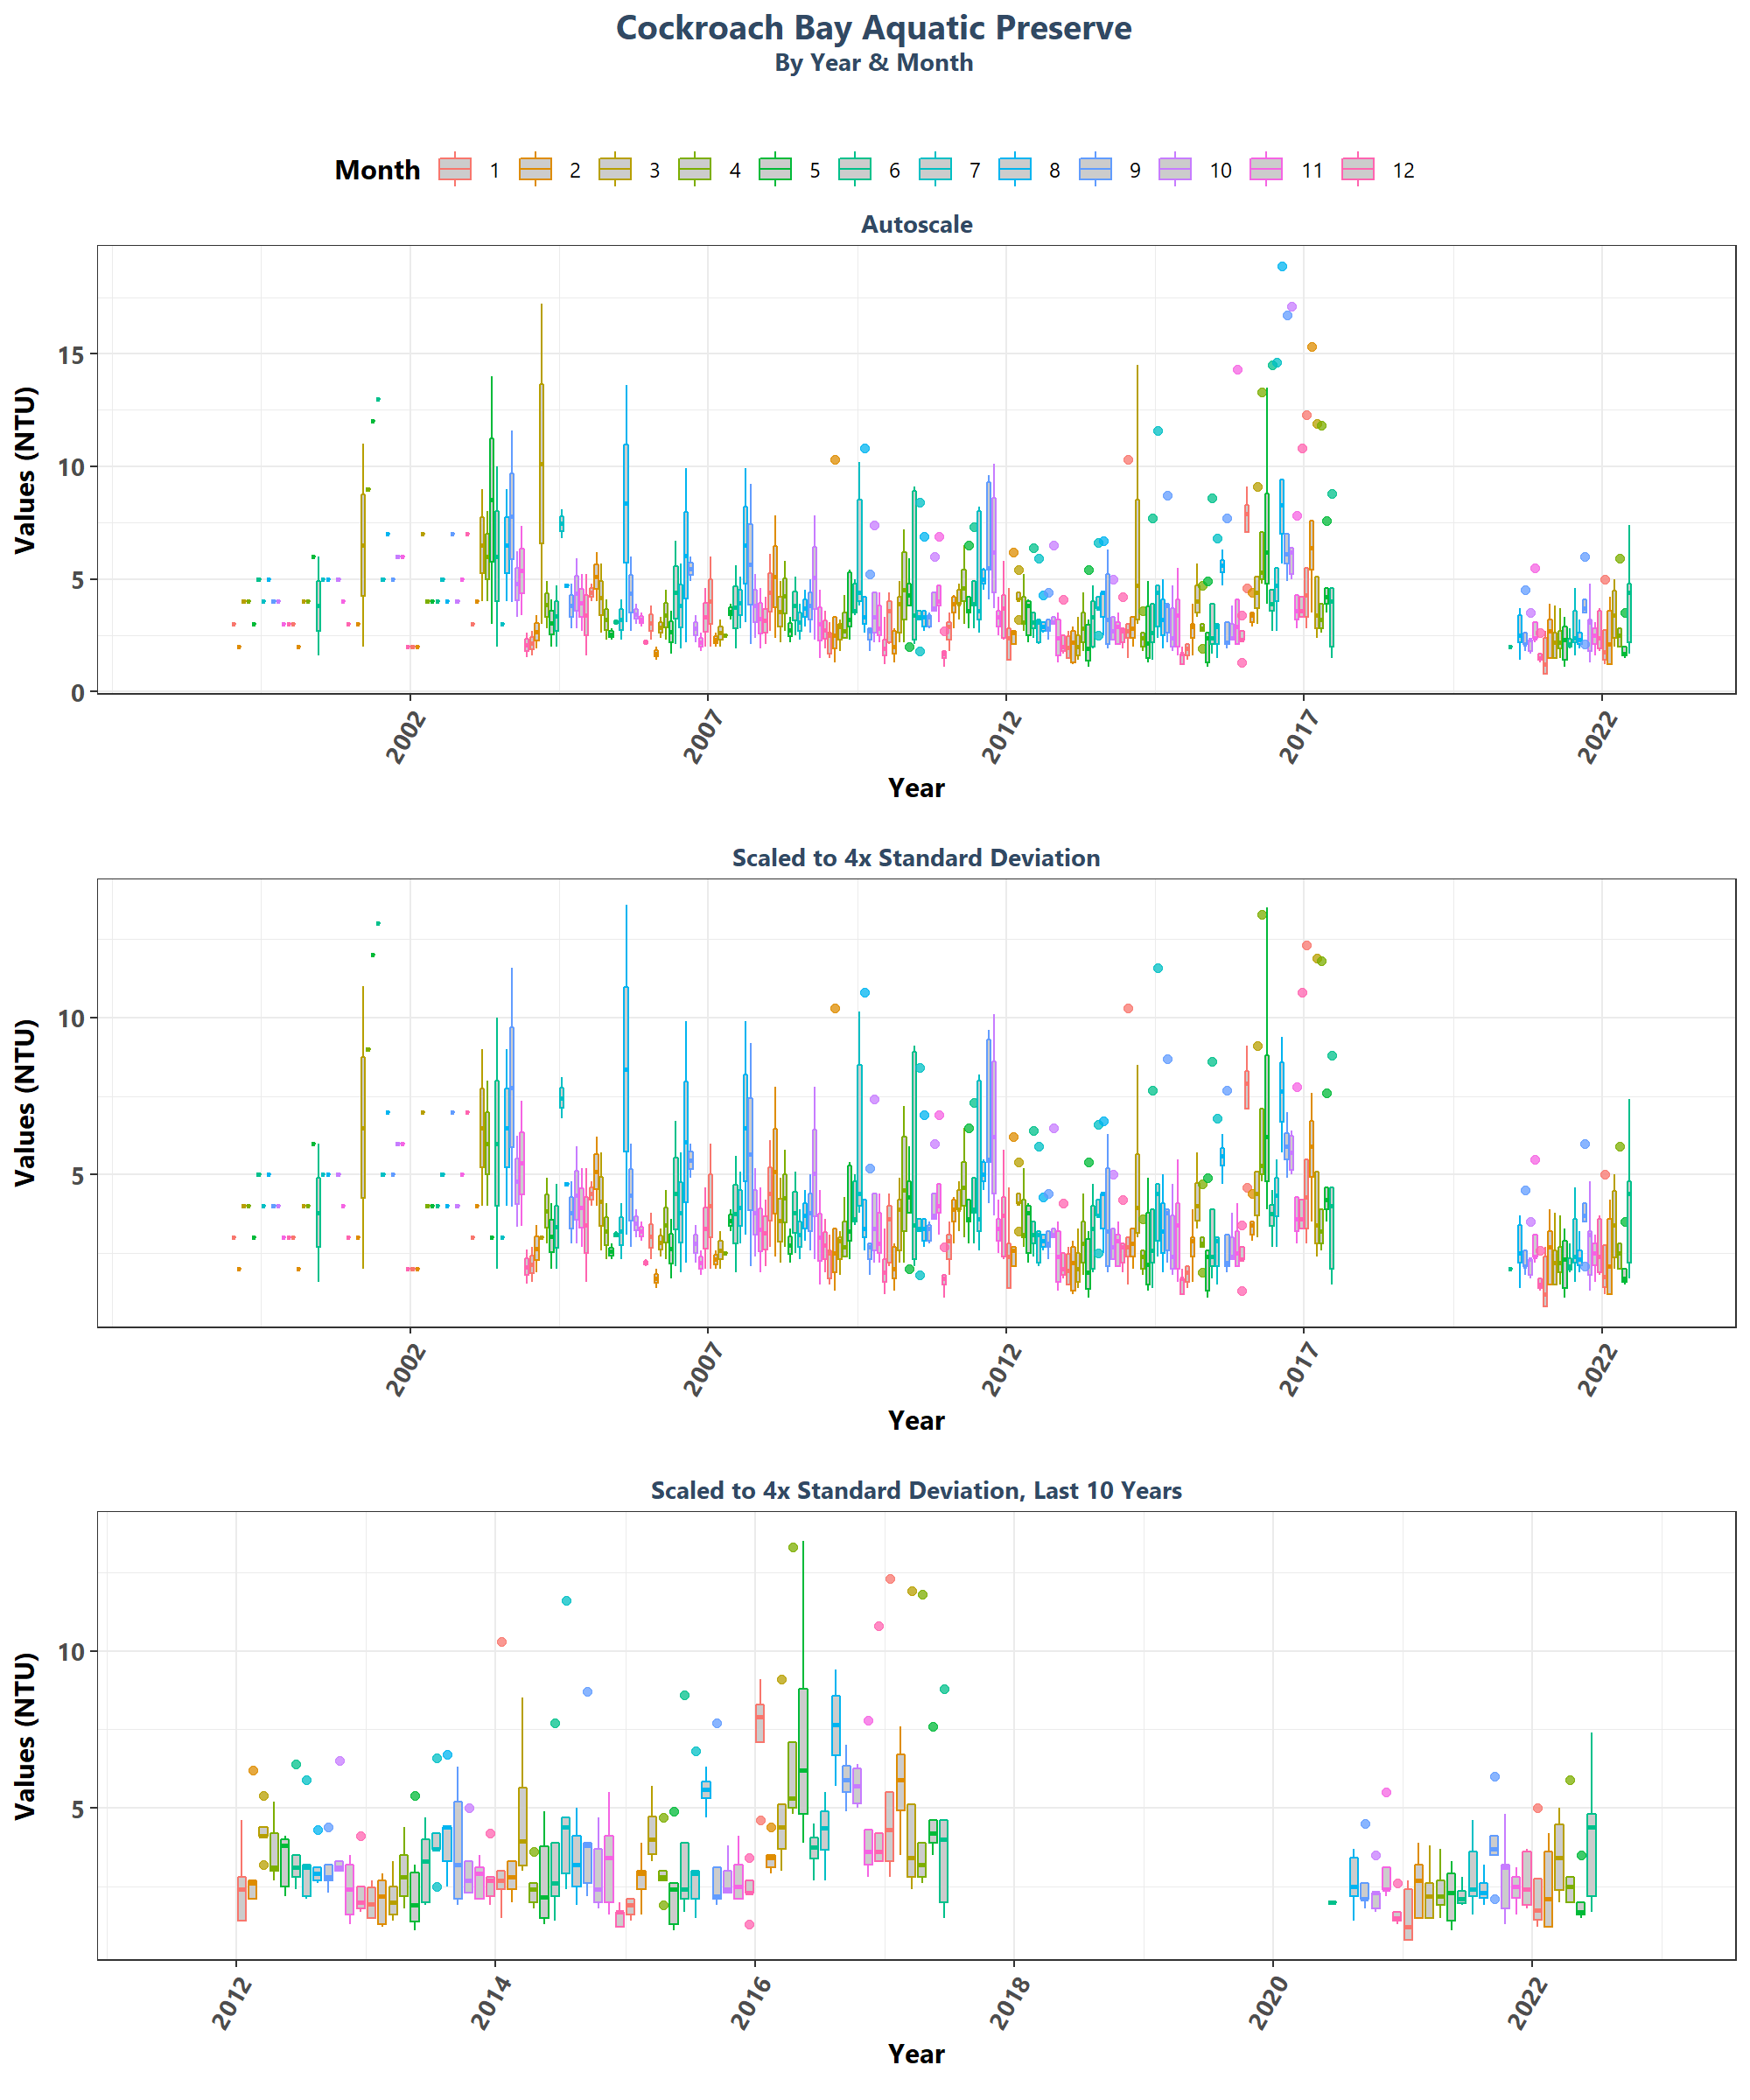 Cockroach Bay Aquatic Preserve
By Year & Month
Month 1 2 3 4 5 6 7 8 9 10 11 12
Autoscale
Values (NTU)
15
10
5
0
2002 2007 2012 2017 2022
Year
Scaled to 4x Standard Deviation
Values (NTU)
10
5
2002 2007 2012 2017 2022
Year
Scaled to 4x Standard Deviation, Last 10 Years
Values (NTU)
10
5
2012 2014 2016 2018 2020 2022
Year